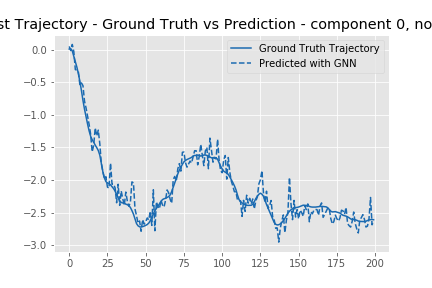 st Trajectory - Ground Truth vs Prediction - component 0, no
Ground Truth Trajectory
Predicted with GNN
0.0
−0.5
−1.0
−1.5
−2.0
−2.5
−3.0
0 25 50 75 100 125 150 175 200